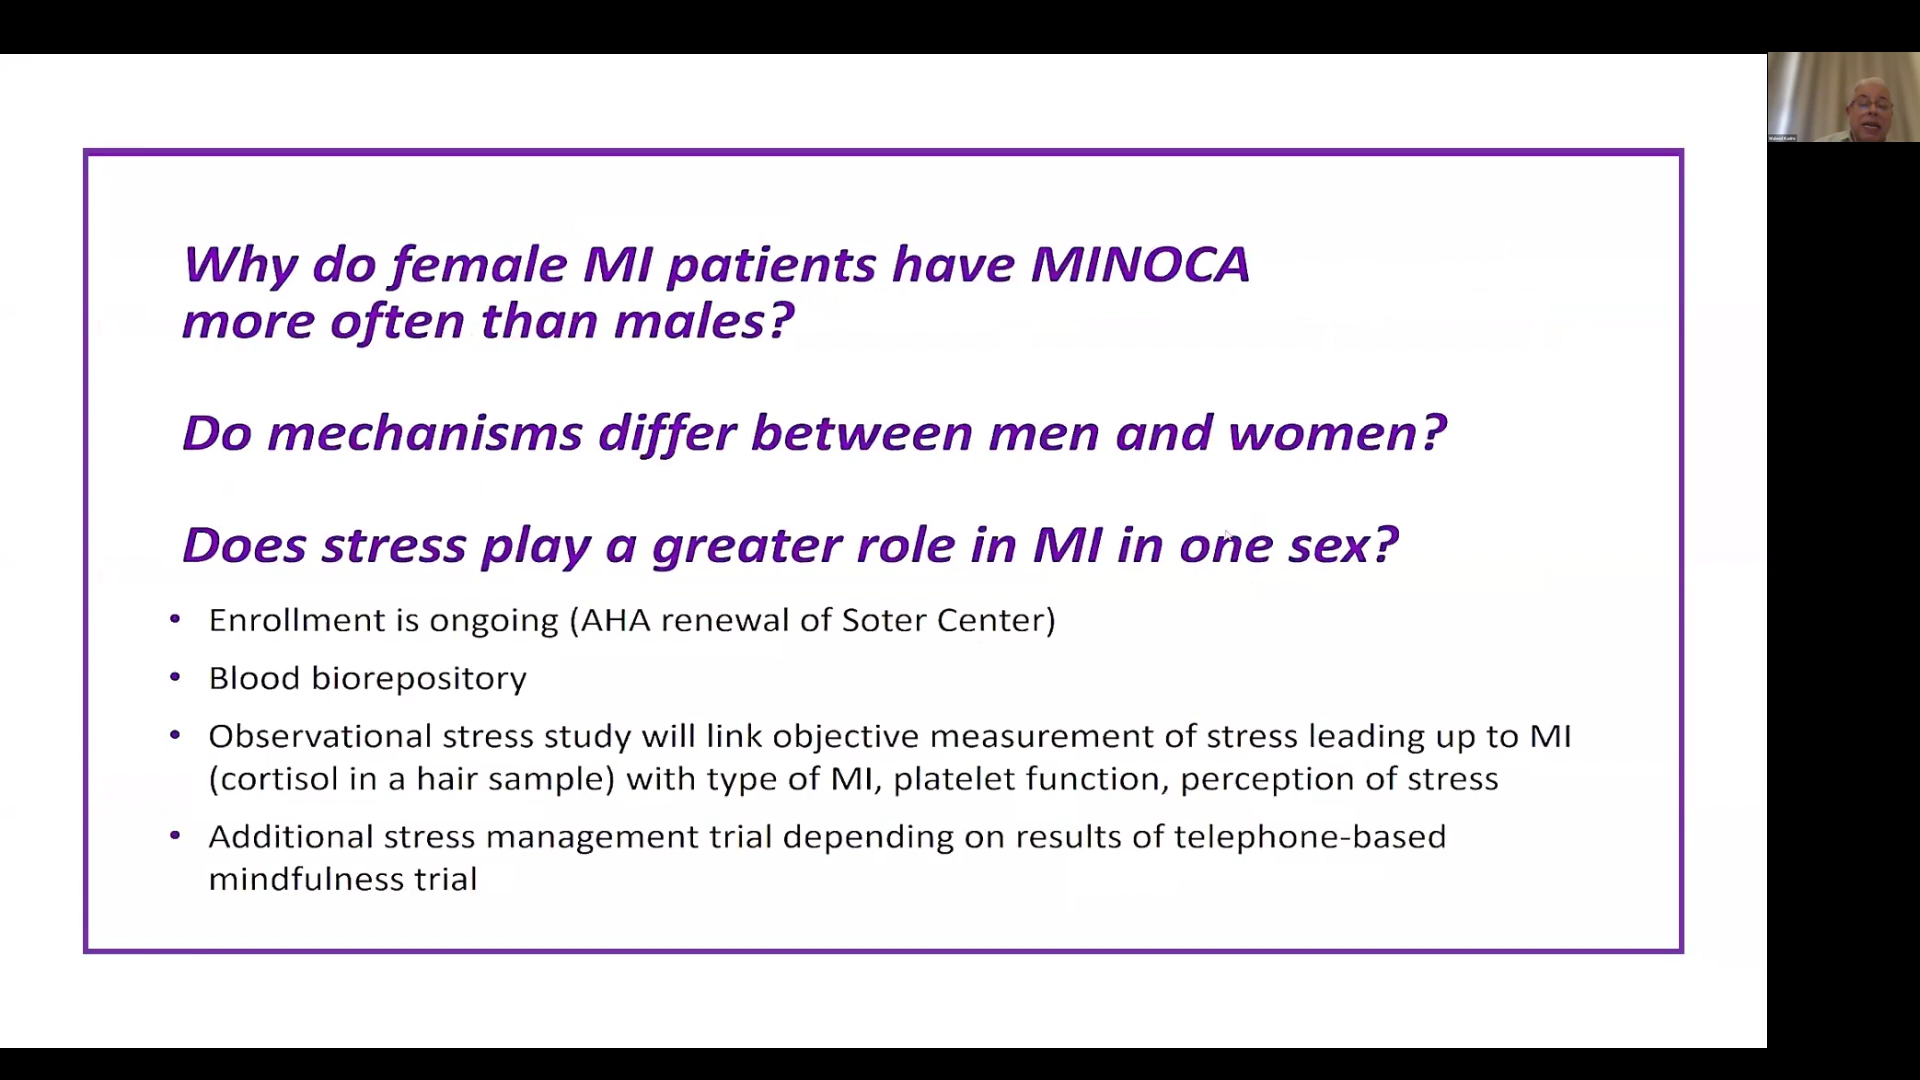 Why do female MI patients have MINOCA
more often than males?
Do mechanisms differ between men and women?
Does stress play a greater role in MI in one sex?
• Enrollment is ongoing (AHA renewal of Soter Center)
• Blood biorepository
• Observational stress study will link objective measurement of stress leading up to MI
(cortisol in a hair sample) with type of MI, platelet function, perception of stress
• Additional stress management trial depending on results of telephone-based
mindfulness trial